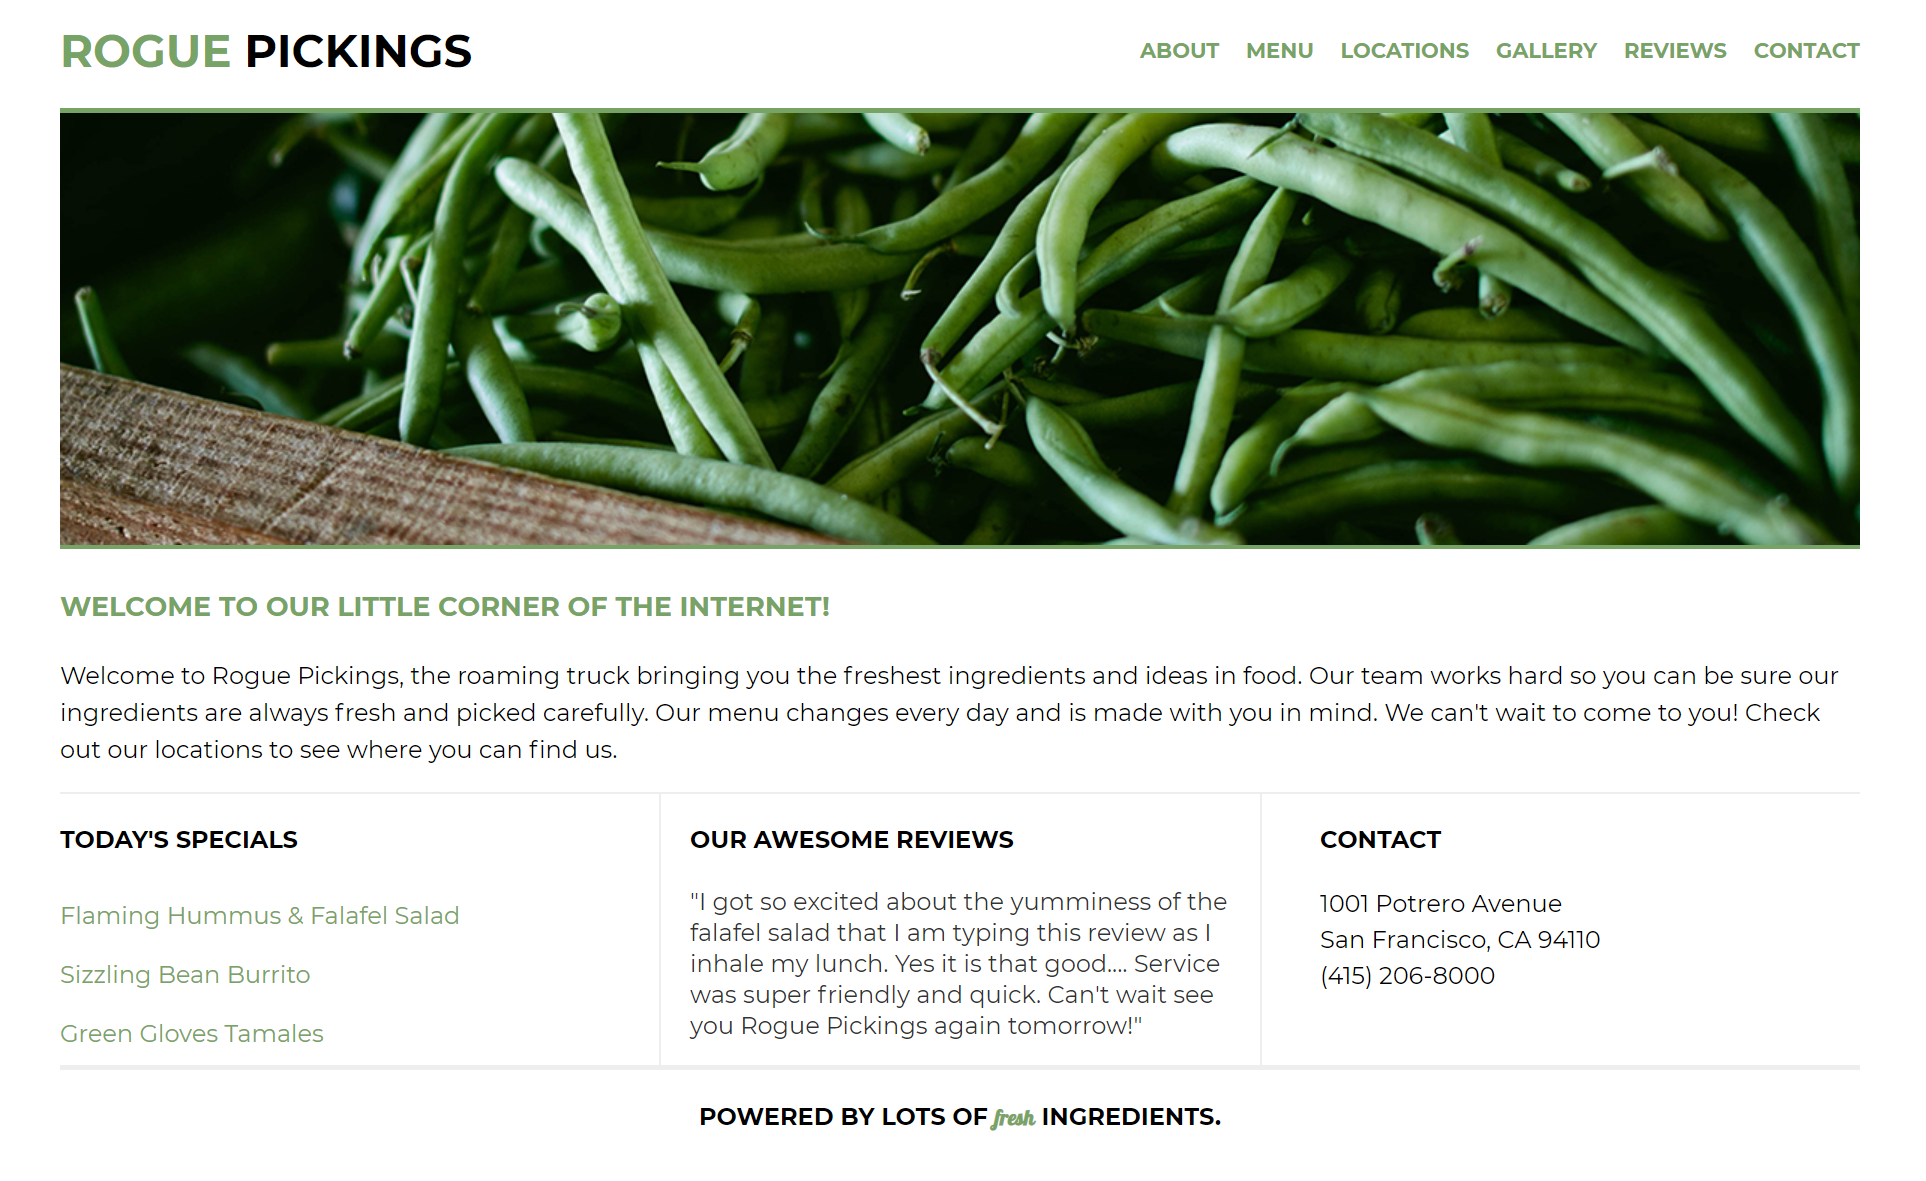 ROGUE PICKINGS
ABOUT MENU LOCATIONS GALLERY REVIEWS CONTACT
WELCOME TO OUR LITTLE CORNER OF THE INTERNET!
Welcome to Rogue Pickings, the roaming truck bringing you the freshest ingredients and ideas in food. Our team works hard so you can be sure our
ingredients are always fresh and picked carefully. Our menu changes every day and is made with you in mind. We can't wait to come to you! Check
out our locations to see where you can find us.
TODAY'S SPECIALS
Flaming Hummus & Falafel Salad
Sizzling Bean Burrito
Green Gloves Tamales
OUR AWESOME REVIEWS
"I got so excited about the yumminess of the
falafel salad that I am typing this review as I
inhale my lunch. Yes it is that good.... Service
was super friendly and quick. Can't wait see
you Rogue Pickings again tomorrow!"
CONTACT
1001 Potrero Avenue
San Francisco, CA 94110
(415) 206-8000
POWERED BY LOTS OF fresh INGREDIENTS.